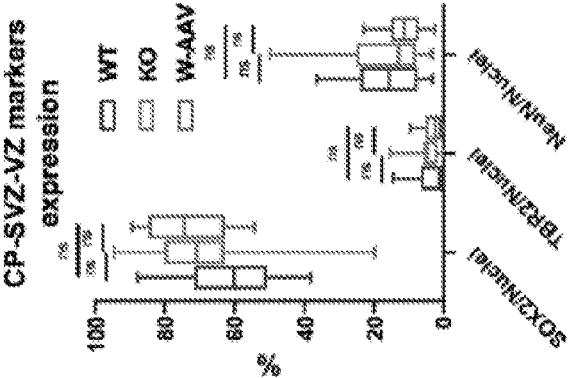 CP-SVZ-VZ markers
expression
WT
KO
W-AAV
ns
ns
ns
ns
ns
ns
ns
ns
ns
100
80
60
40
20
0
%
SOX2/Nuclei
TBR2/Nuclei
NeuN/Nuclei